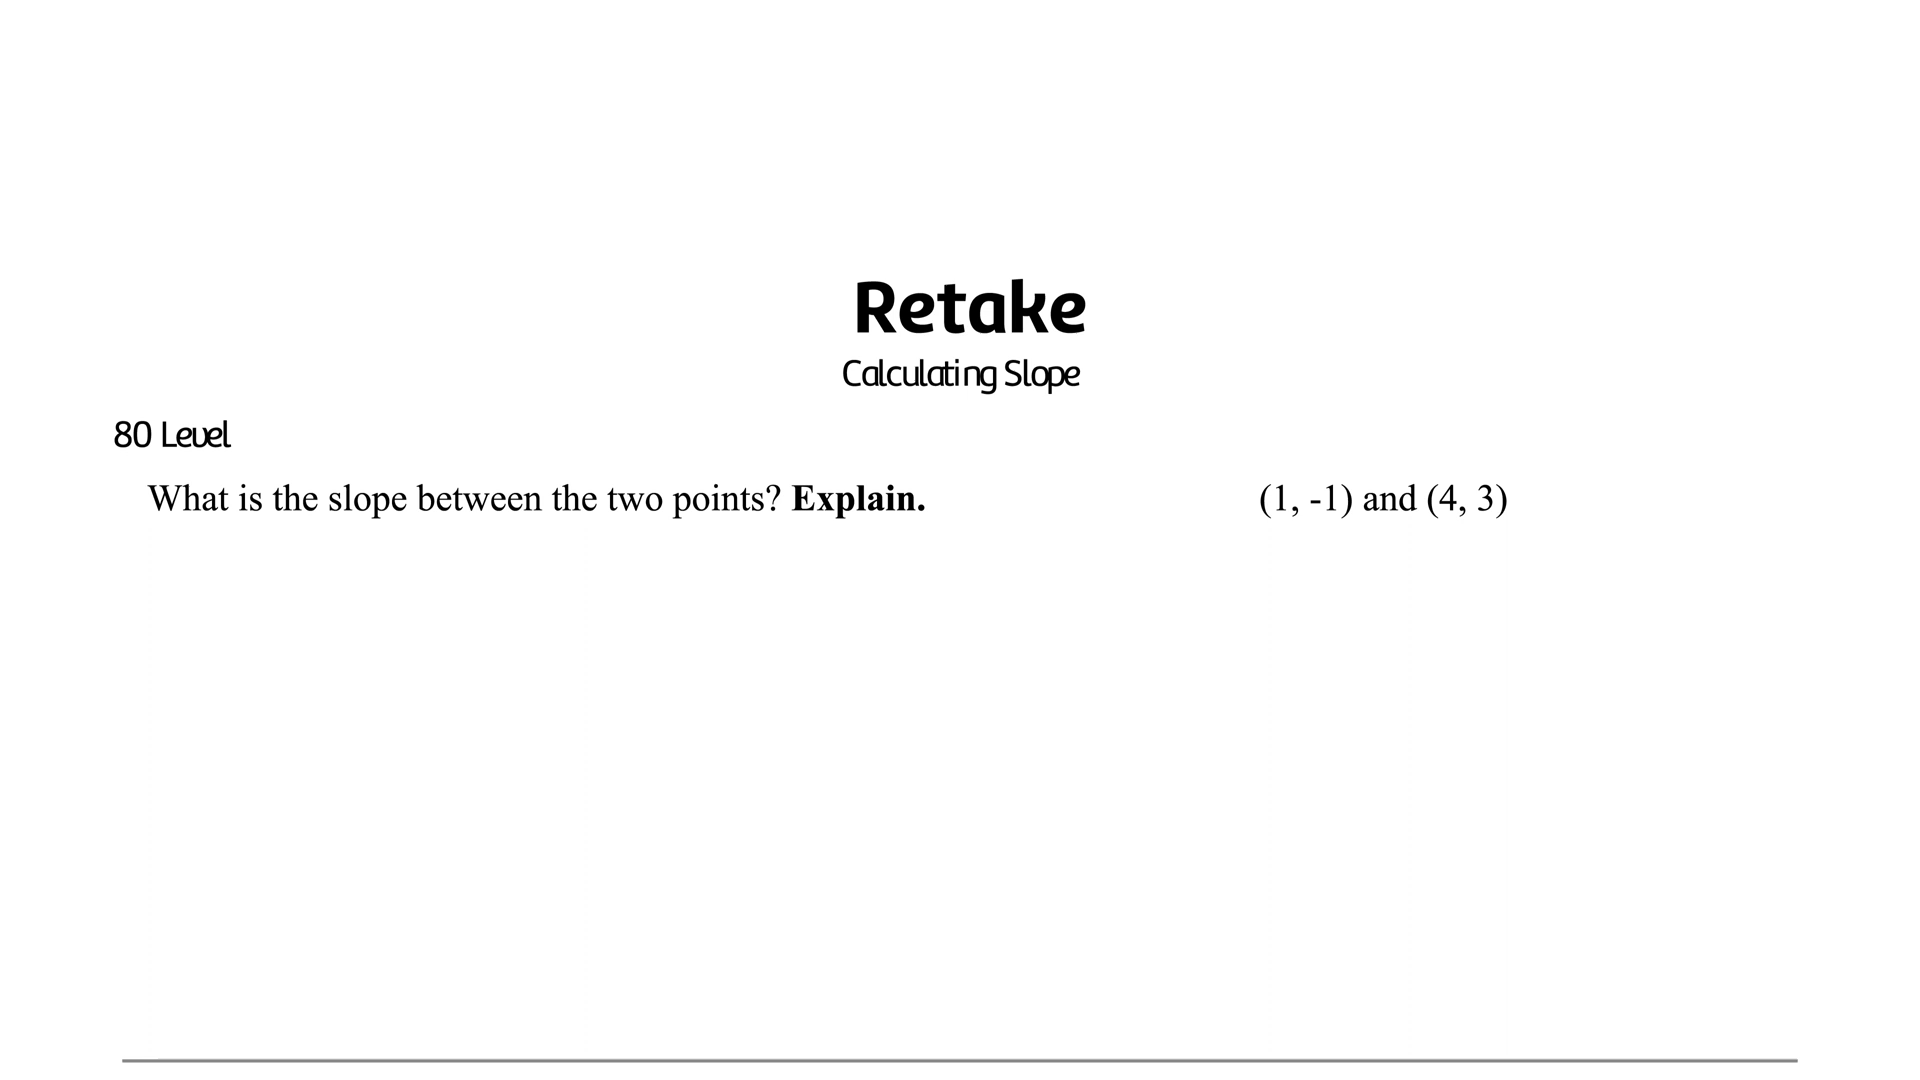 Retake
Calculating Slope
80 Level
What is the slope between the two points? Explain. (1, -1) and (4, 3)